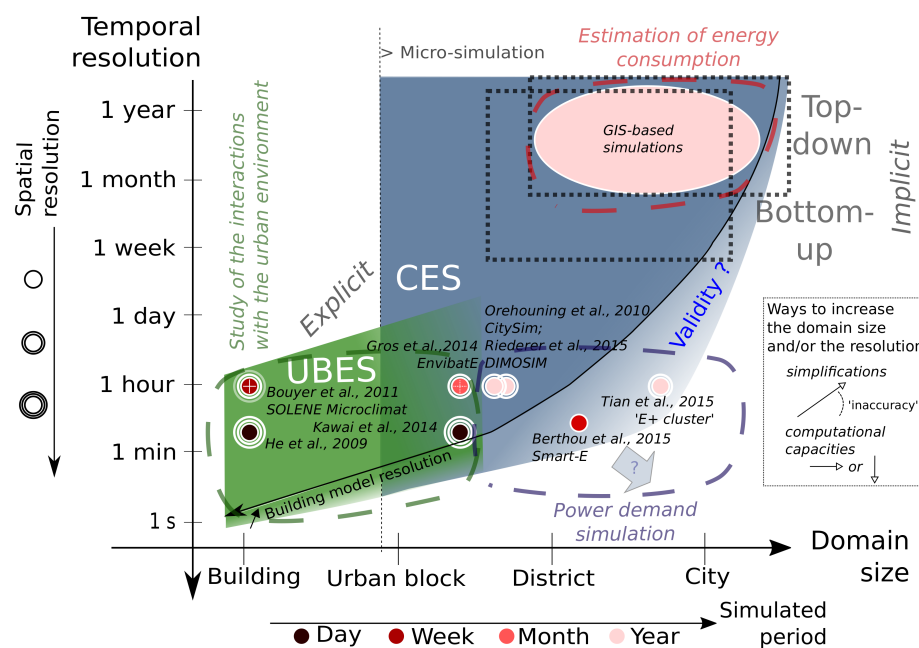 Temporal
resolution
> Micro-simulation
Estimation of energy
consumption
1 year
1 month
1 week
1 day
1 hour
1 min
1 s
Spatial
resolution
Study of the interactions
with the urban environment
Explicit
GIS-based
simulations
Top-
down
Implicit
Bottom-
up
CES
UBES
Validity ?
Orehouning et al., 2010
CitySim;
Gros et al.,2014
Riederer et al., 2015
EnvibatE
DIMOSIM
Bouyer et al., 2011
SOLENE Microclimat
Kawai et al., 2014
He et al., 2009
Tian et al., 2015
'E+ cluster'
Berthou et al., 2015
Smart-E
?
Building model resolution
Power demand
simulation
Ways to increase
the domain size
and/or the resolution
simplifications
'inaccuracy'
computational
capacities
or
Building
Urban block
District
City
Domain
size
Simulated
period
Day
Week
Month
Year